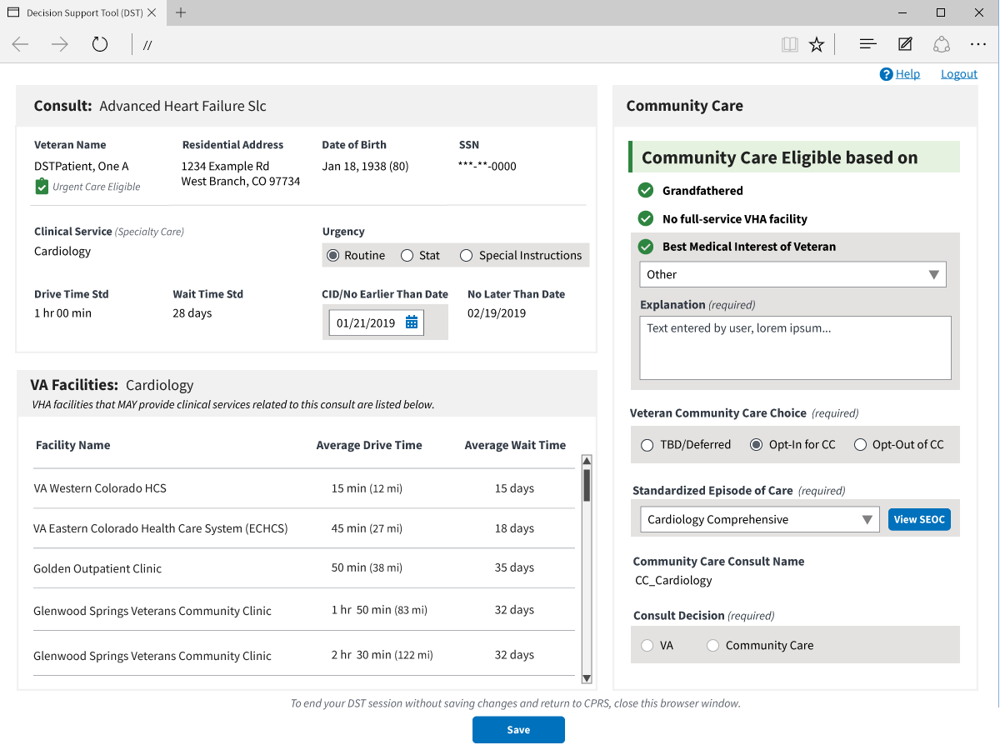 Decision Support Tool (DST)
//
Help Logout
Consult: Advanced Heart Failure Slc
Veteran Name Residential Address Date of Birth SSN
DSTPatient, One A 1234 Example Rd Jan 18, 1938 (80) ***-**-0000
West Branch, CO 97734
Urgent Care Eligible
Clinical Service (Specialty Care) Urgency
Cardiology
Routine Stat Special Instructions
Drive Time Std Wait Time Std CID/No Earlier Than Date No Later Than Date
1 hr 00 min 28 days 01/21/2019 02/19/2019
VA Facilities: Cardiology
VHA facilities that MAY provide clinical services related to this consult are listed below.
Facility Name Average Drive Time Average Wait Time
VA Western Colorado HCS 15 min (12 mi) 15 days
VA Eastern Colorado Health Care System (ECHCS) 45 min (27 mi) 18 days
Golden Outpatient Clinic 50 min (38 mi) 35 days
Glenwood Springs Veterans Community Clinic 1 hr 50 min (83 mi) 32 days
Glenwood Springs Veterans Community Clinic 2 hr 30 min (122 mi) 32 days
Community Care
Community Care Eligible based on
Grandfathered
No full-service VHA facility
Best Medical Interest of Veteran
Other
Explanation (required)
Text entered by user, lorem ipsum...
Veteran Community Care Choice (required)
TBD/Deferred Opt-In for CC Opt-Out of CC
Standardized Episode of Care (required)
Cardiology Comprehensive View SEOC
Community Care Consult Name
CC_Cardiology
Consult Decision (required)
VA Community Care
To end your DST session without saving changes and return to CPRS, close this browser window.
Save